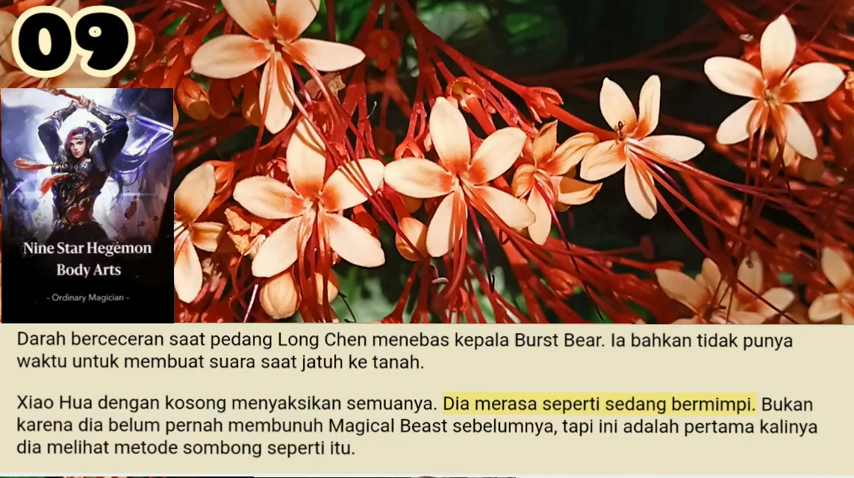 09
Nine Star Hegemon
Body Arts
- Ordinary Magician -
Darah berceceran saat pedang Long Chen menebas kepala Burst Bear. Ia bahkan tidak punya
waktu untuk membuat suara saat jatuh ke tanah.
Xiao Hua dengan kosong menyaksikan semuanya. Dia merasa seperti sedang bermimpi. Bukan
karena dia belum pernah membunuh Magical Beast sebelumnya, tapi ini adalah pertama kalinya
dia melihat metode sombong seperti itu.